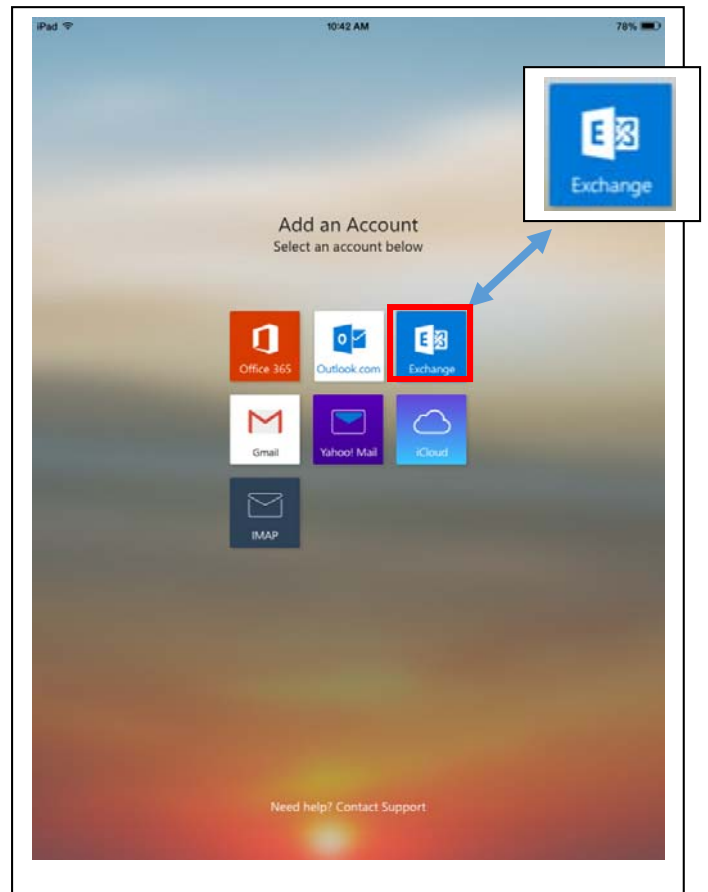 iPad 10:42 AM 78%
E
Exchange
Add an Account
Select an account below
Office 365 Outlook.com Exchange
Gmail Yahoo! Mail iCloud
IMAP
Need help? Contact Support